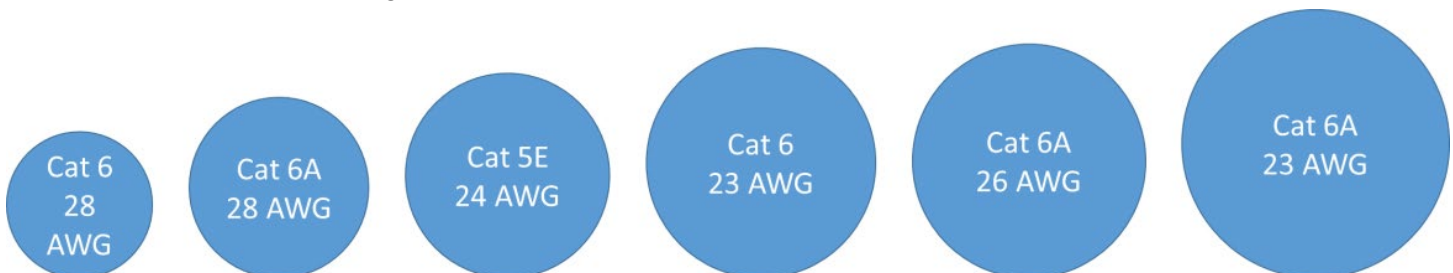 Cat 6
28
AWG
Cat 6A
28 AWG
Cat 5E
24 AWG
Cat 6
23 AWG
Cat 6A
26 AWG
Cat 6A
23 AWG